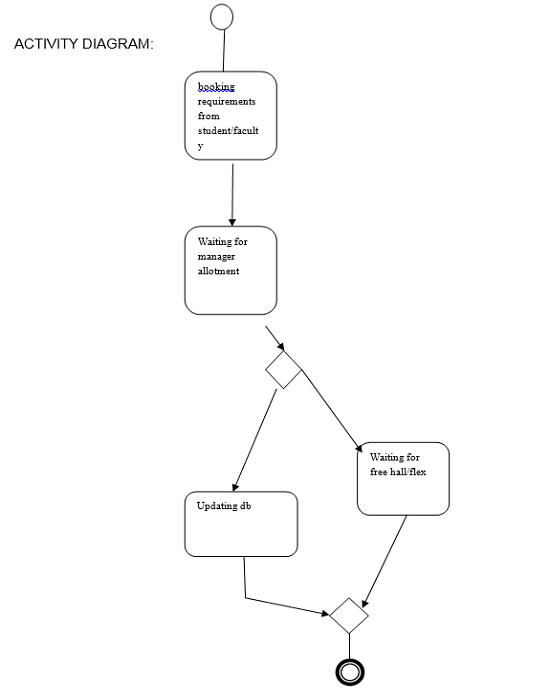 ACTIVITY DIAGRAM:
booking
requirements
from
student/facult
y
Waiting for
manager
allotment
Waiting for
free hall/flex
Updating db